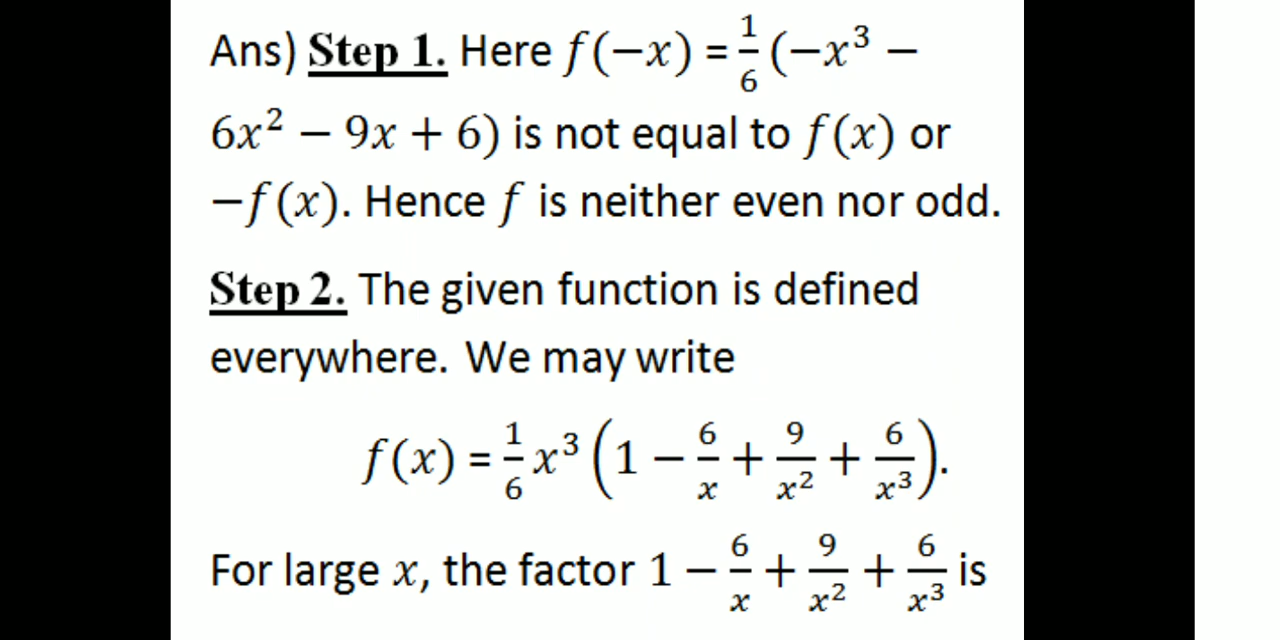 Ans) Step 1. Here f(−x) = 1/6 (−x³ −
6x² − 9x + 6) is not equal to f(x) or
−f(x). Hence f is neither even nor odd.
Step 2. The given function is defined
everywhere. We may write
f(x) = 1/6 x³ (1 − 6/x + 9/x² + 6/x³).
For large x, the factor 1 − 6/x + 9/x² + 6/x³ is